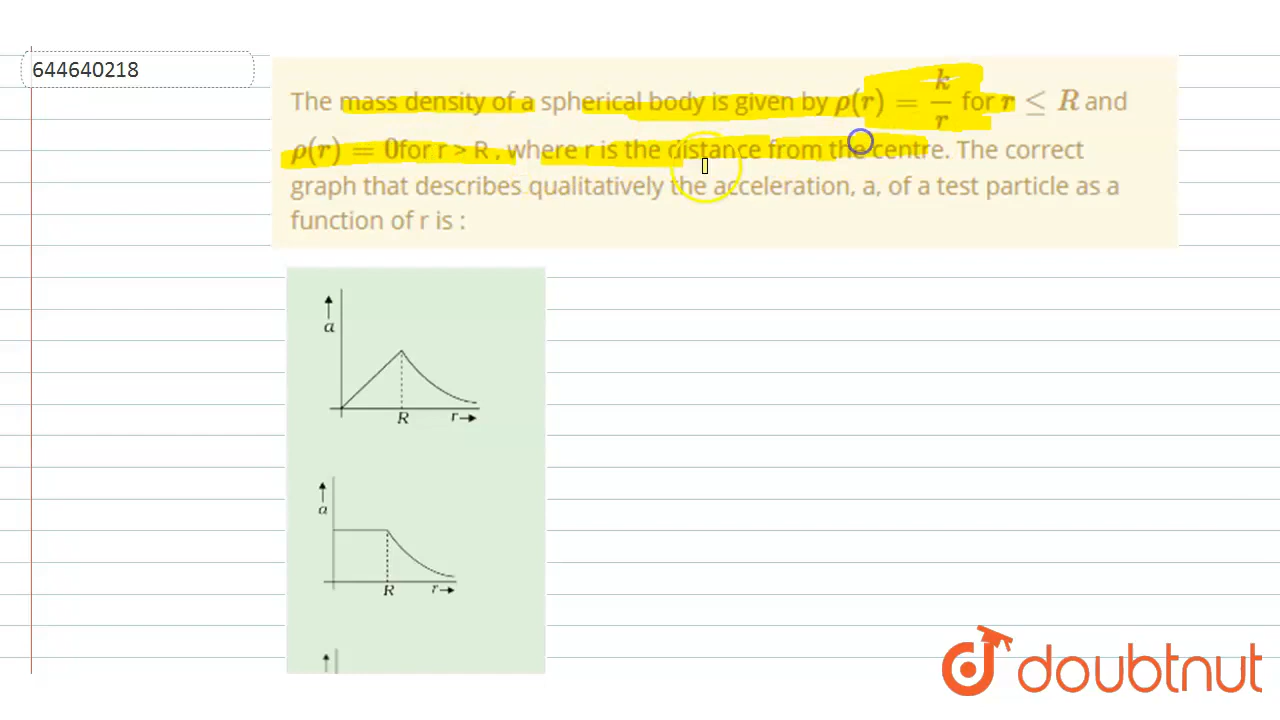 644640218
The mass density of a spherical body is given by ρ(r) = k/r for r ≤ R and
ρ(r) = 0for r > R , where r is the distance from the centre. The correct
graph that describes qualitatively the acceleration, a, of a test particle as a
function of r is :
a
R r
a
R r
doubtnut